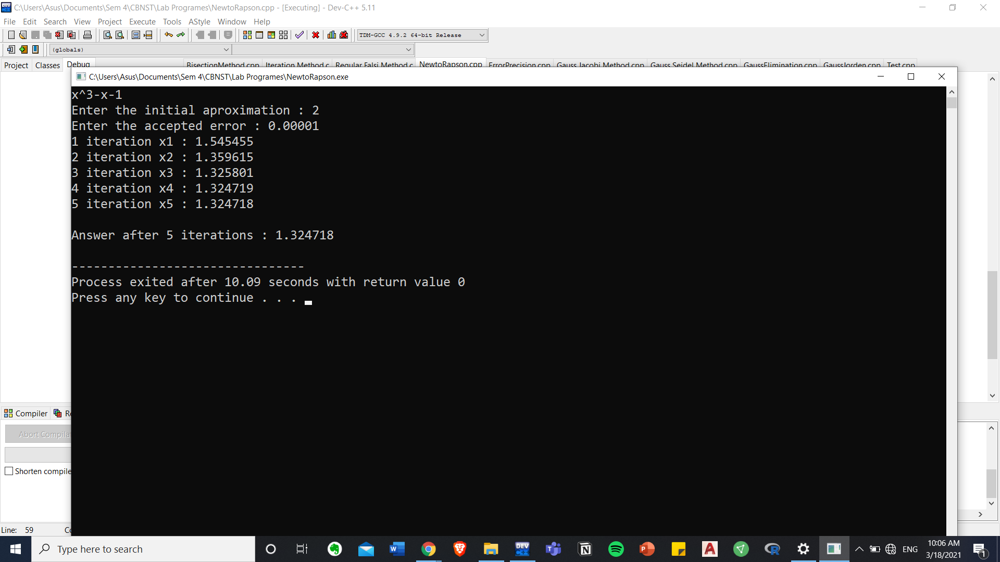 C:\Users\Asus\Documents\Sem 4\CBNST\Lab Programes\NewtoRapson.cpp - [Executing] - Dev-C++ 5.11
File Edit Search View Project Execute Tools AStyle Window Help
TDM-GCC 4.9.2 64-bit Release
(globals)
Project Classes Debug BisectionMethod.cpp Iteration Method.c Regular Falsi Method.c NewtoRapson.cpp ErrorPrecision.cpp Gauss Jacobi Method.cpp Gauss Seidel Method.cpp GaussElimination.cpp GaussJorden.cpp Test.cpp
C:\Users\Asus\Documents\Sem 4\CBNST\Lab Programes\NewtoRapson.exe
x^3-x-1
Enter the initial aproximation : 2
Enter the accepted error : 0.00001
1 iteration x1 : 1.545455
2 iteration x2 : 1.359615
3 iteration x3 : 1.325801
4 iteration x4 : 1.324719
5 iteration x5 : 1.324718
Answer after 5 iterations : 1.324718
--------------------------------
Process exited after 10.09 seconds with return value 0
Press any key to continue . . .
Compiler
Abort Compila
Shorten compile
Line: 59
Type here to search
DEV
ENG
10:06 AM
3/18/2021
1